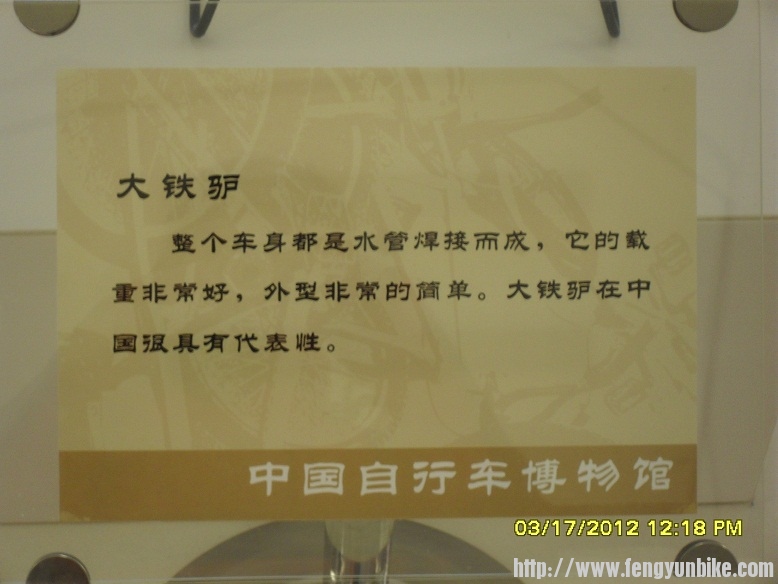 大铁驴
整个车身都是水管焊接而成，它的载
重非常好，外型非常的简单。大铁驴在中
国很具有代表性。
中国自行车博物馆
03/17/2012 12:18 PM
http://www.fengyunbike.com